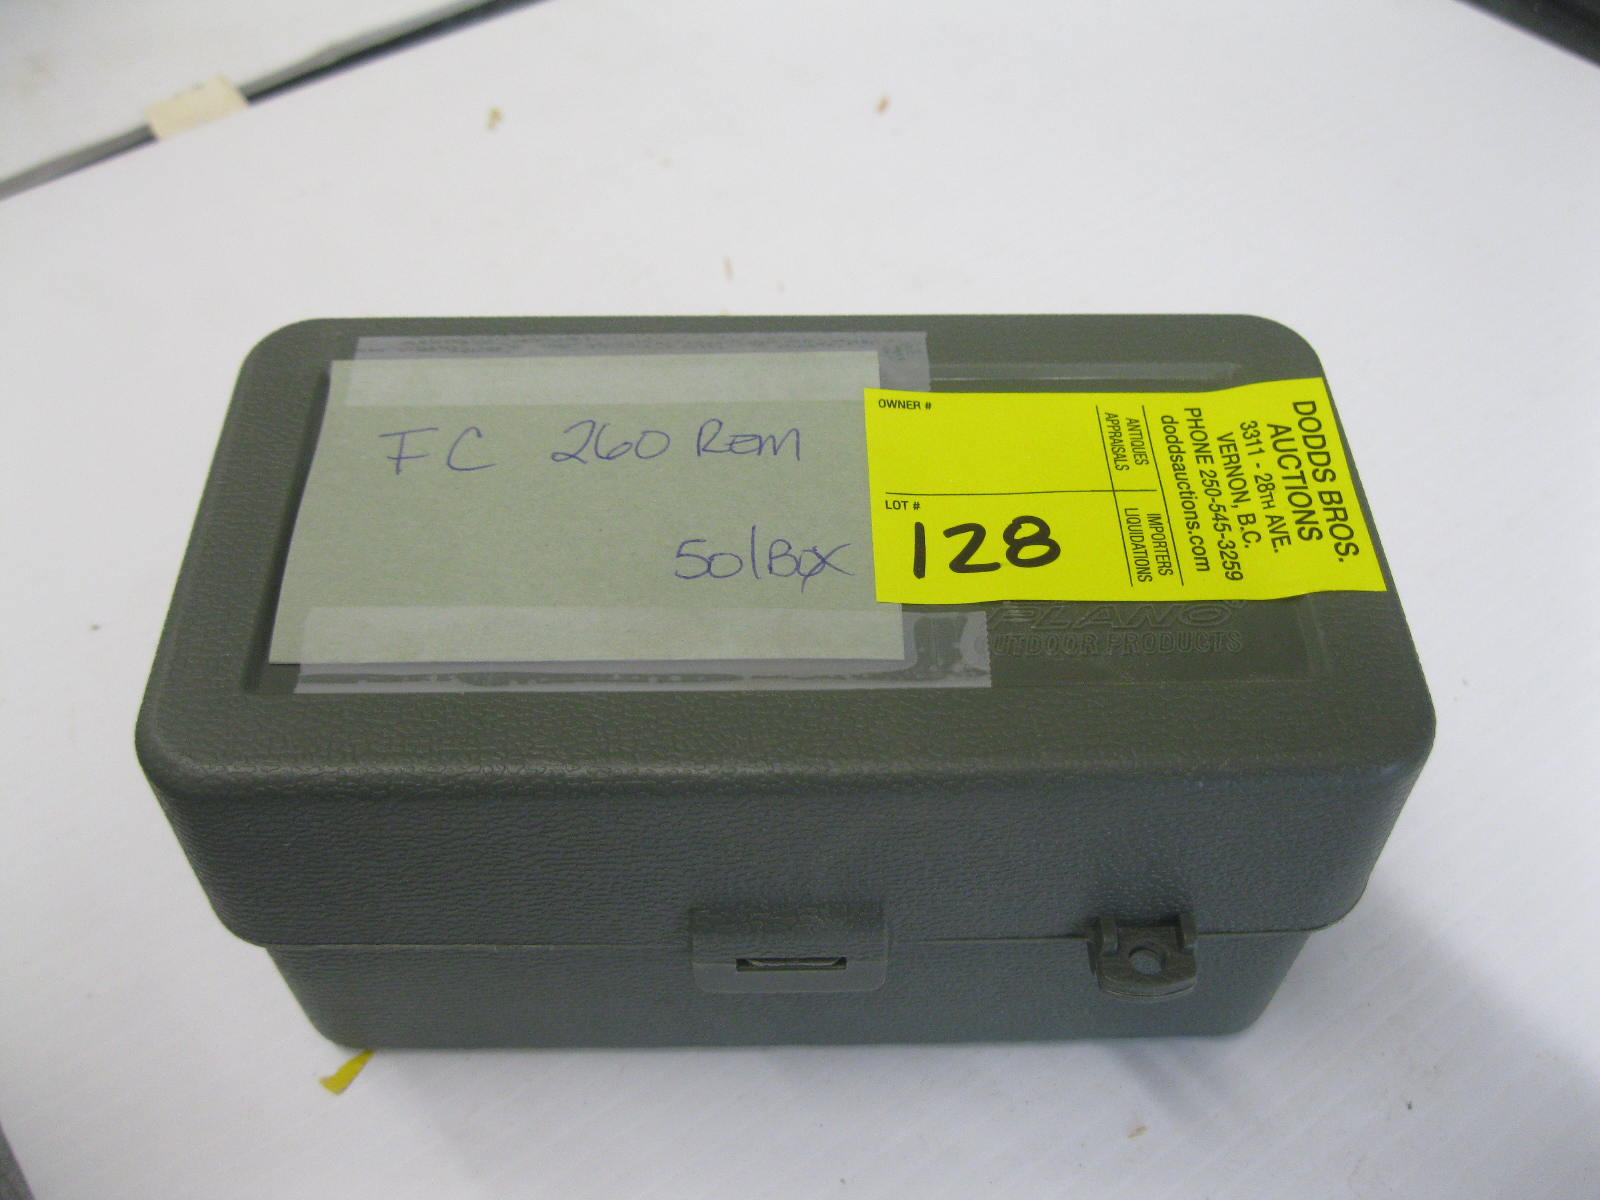 FC 260 Rem
50/Box
OWNER #
LOT #
128
ANTIQUES
APPRAISALS
IMPORTERS
LIQUIDATIONS
DODDS BROS.
AUCTIONS
3311 - 28TH AVE.
VERNON, B.C.
PHONE 250-545-3259
doddsauctions.com
PLANO
OUTDOOR PRODUCTS